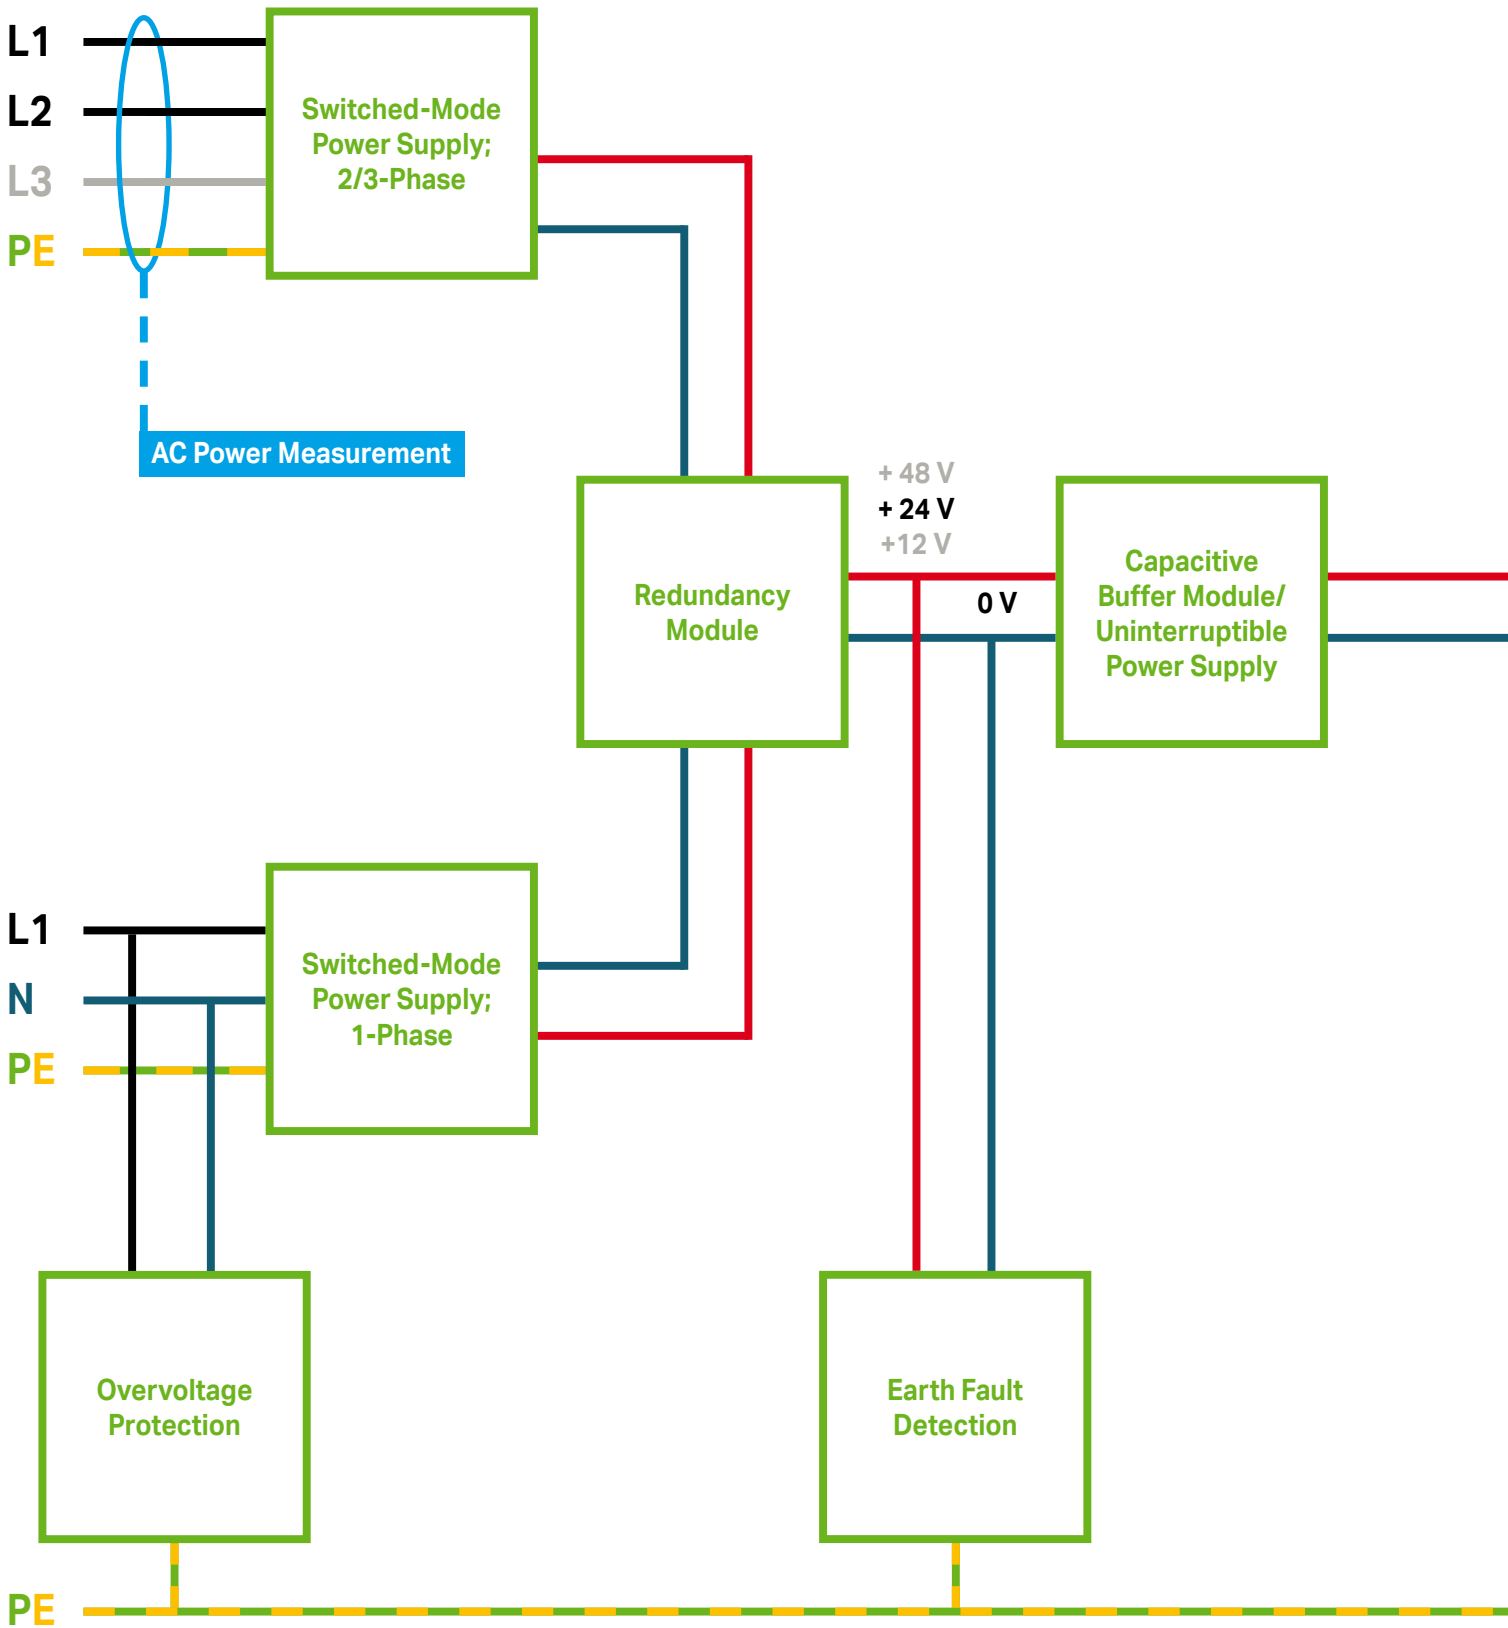 L1
L2
L3
PE
Switched-Mode
Power Supply;
2/3-Phase
AC Power Measurement
+ 48 V
+ 24 V
+12 V
0 V
Redundancy
Module
Capacitive
Buffer Module/
Uninterruptible
Power Supply
L1
N
PE
Switched-Mode
Power Supply;
1-Phase
Overvoltage
Protection
Earth Fault
Detection
PE